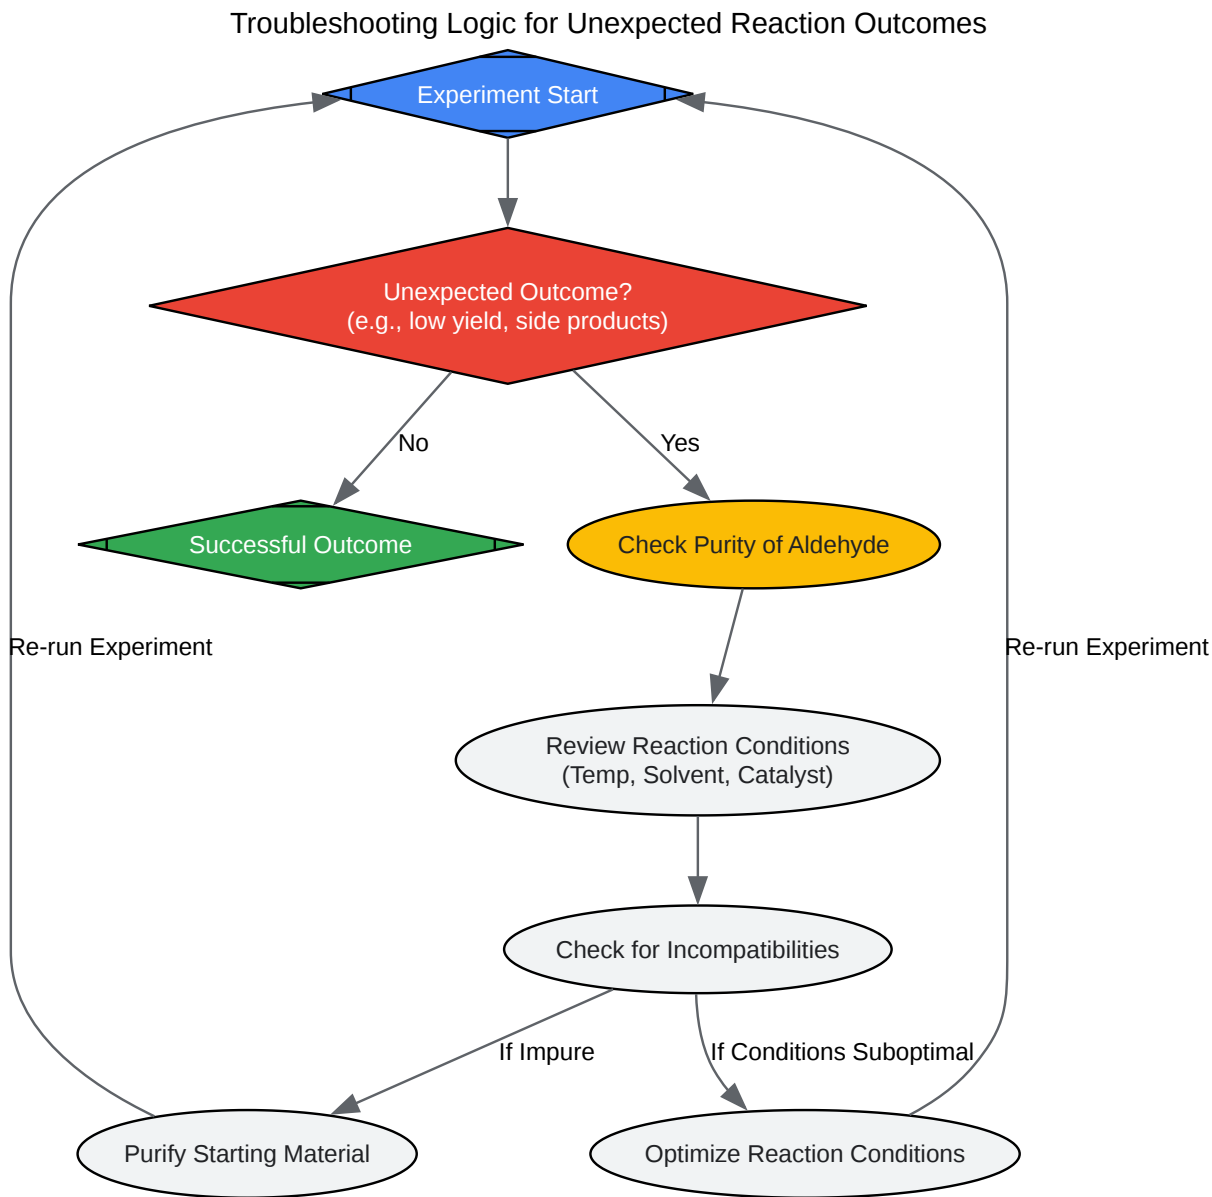 Troubleshooting Logic for Unexpected Reaction Outcomes
Experiment Start
Unexpected Outcome?
(e.g., low yield, side products)
No
Yes
Successful Outcome
Check Purity of Aldehyde
Re-run Experiment
Re-run Experiment
Review Reaction Conditions
(Temp, Solvent, Catalyst)
Check for Incompatibilities
If Impure
If Conditions Suboptimal
Purify Starting Material
Optimize Reaction Conditions